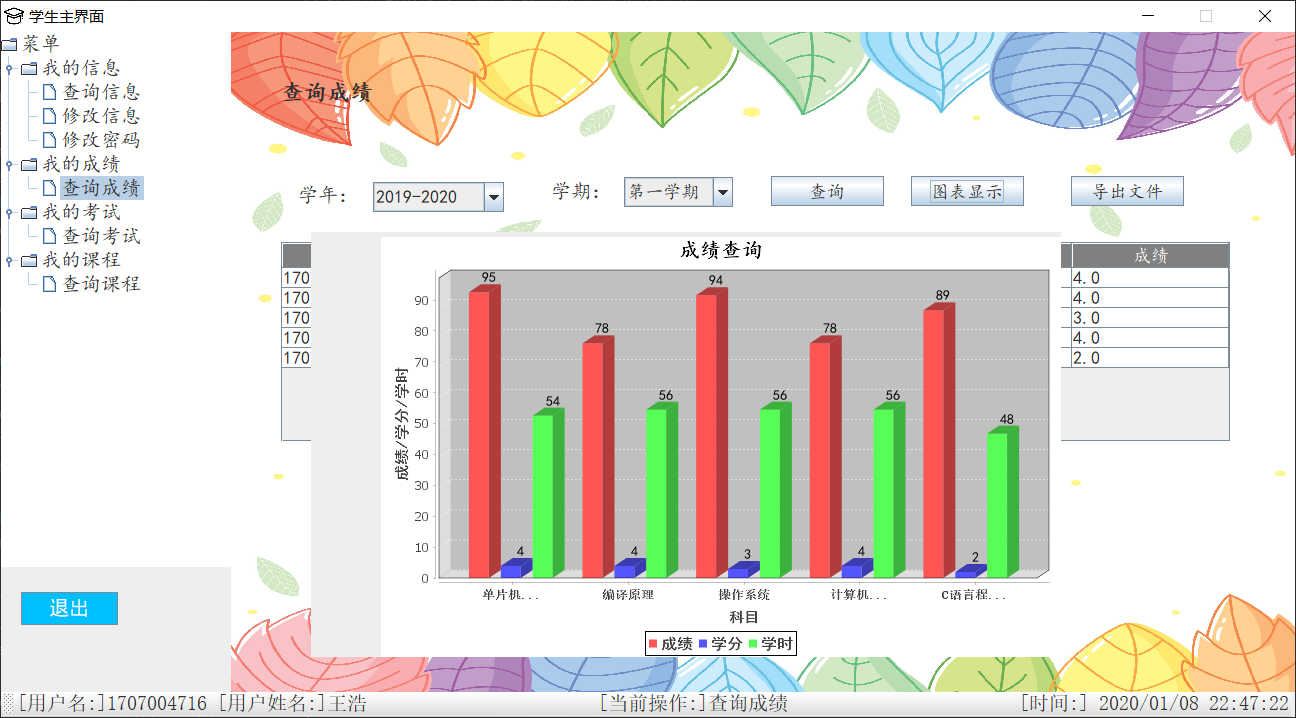 学生主界面
菜单
我的信息
查询信息
修改信息
修改密码
我的成绩
查询成绩
我的考试
查询考试
我的课程
查询课程
退出
查询成绩
学年: 2019-2020 学期: 第一学期 查询 图表显示 导出文件
成绩
170 4.0
170 4.0
170 3.0
170 4.0
170 2.0
成绩查询
成绩/学分/学时
90
80
70
60
50
40
30
20
10
0
95 4 54
78 4 56
94 3 56
78 4 56
89 2 48
单片机... 编译原理 操作系统 计算机... C语言程...
科目
成绩 学分 学时
[用户名:]1707004716 [用户姓名:]王浩 [当前操作:]查询成绩 [时间:] 2020/01/08 22:47:22